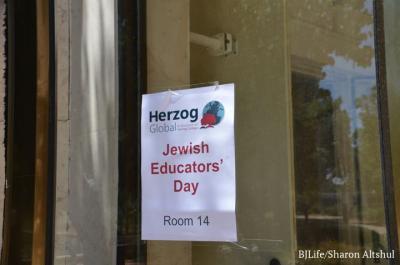 Herzog
Global
Jewish
Educators'
Day
Room 14
BJLife/Sharon Altshul